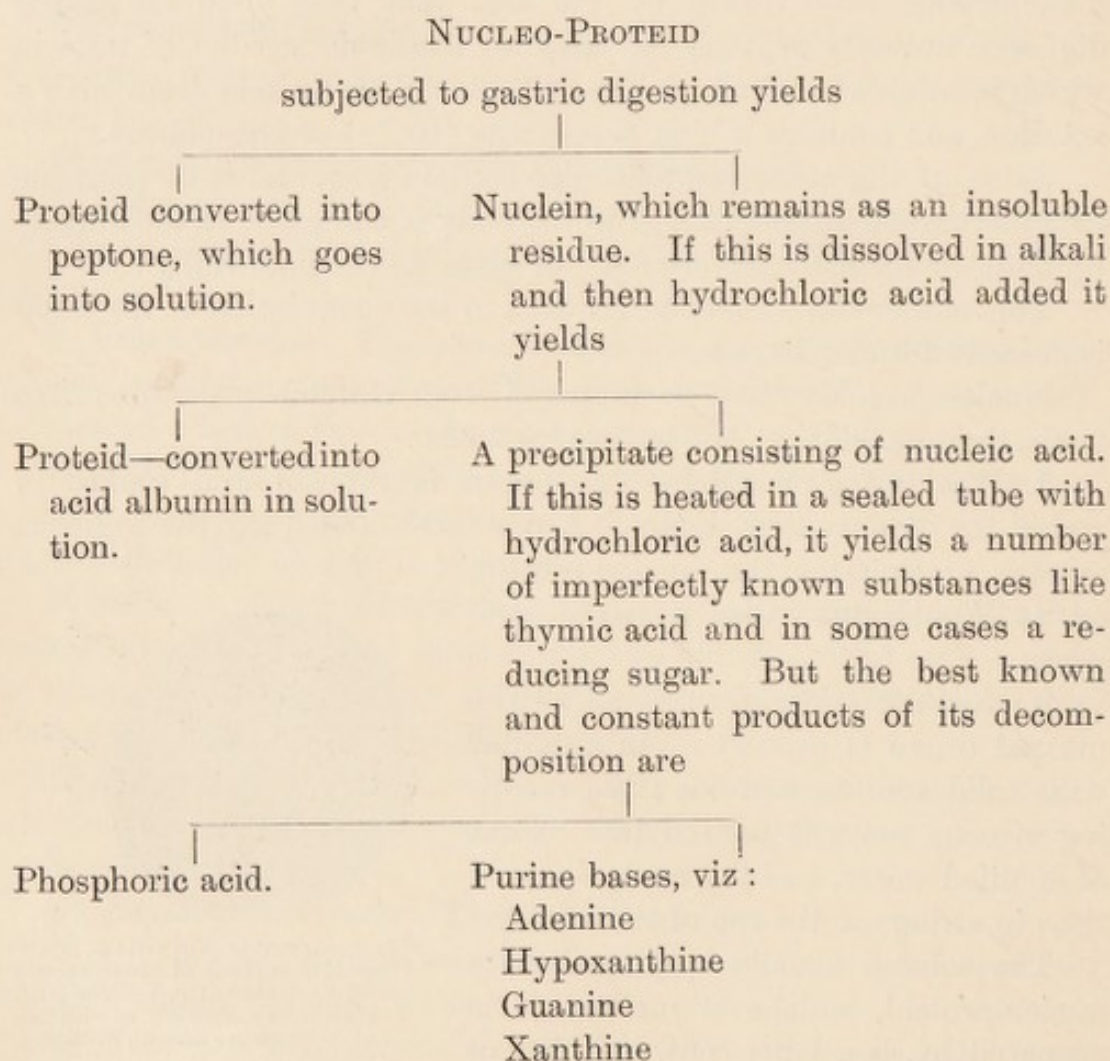 NUCLEO-PROTEID
subjected to gastric digestion yields
Proteid converted into
peptone, which goes
into solution.
Nuclein, which remains as an insoluble
residue. If this is dissolved in alkali
and then hydrochloric acid added it
yields
Proteid—converted into
acid albumin in solu-
tion.
A precipitate consisting of nucleic acid.
If this is heated in a sealed tube with
hydrochloric acid, it yields a number
of imperfectly known substances like
thymic acid and in some cases a re-
ducing sugar. But the best known
and constant products of its decom-
position are
Phosphoric acid.
Purine bases, viz :
Adenine
Hypoxanthine
Guanine
Xanthine